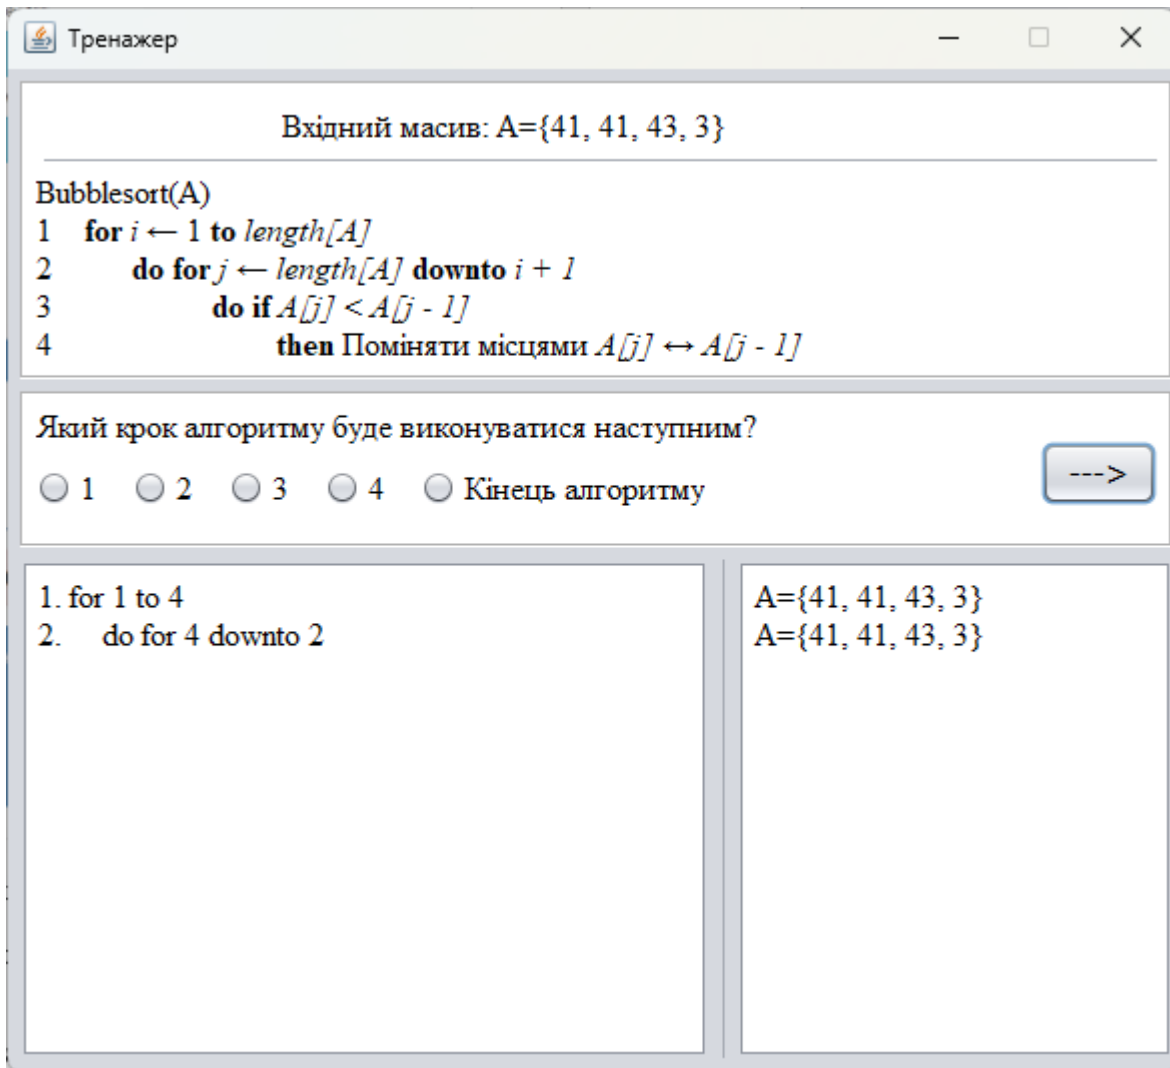 Тренажер
Вхідний масив: A={41, 41, 43, 3}
Bubblesort(A)
1 for i ← 1 to length[A]
2 do for j ← length[A] downto i + 1
3 do if A[j] < A[j - 1]
4 then Поміняти місцями A[j] ↔ A[j - 1]
Який крок алгоритму буде виконуватися наступним?
1 2 3 4 Кінець алгоритму
--->
1. for 1 to 4
2. do for 4 downto 2
A={41, 41, 43, 3}
A={41, 41, 43, 3}